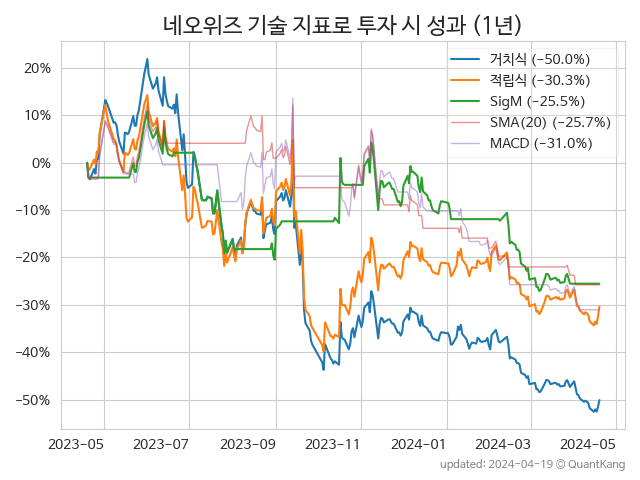 네오위즈 기술 지표로 투자 시 성과 (1년)
거치식 (−50.0%)
적립식 (−30.3%)
SigM (−25.5%)
SMA(20) (−25.7%)
MACD (−31.0%)
20%
10%
0%
−10%
−20%
−30%
−40%
−50%
2023-05 2023-07 2023-09 2023-11 2024-01 2024-03 2024-05
updated: 2024-04-19 © QuantKang